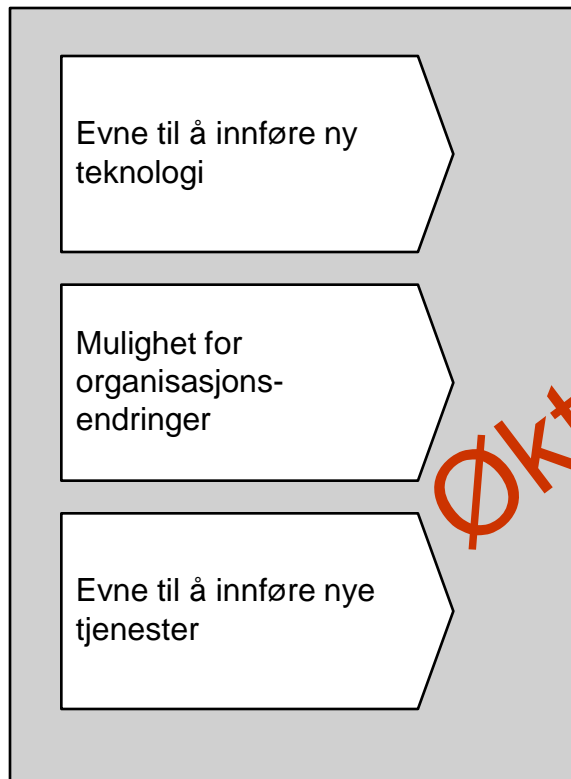 Evne til å innføre ny
teknologi
Mulighet for
organisasjons-
endringer
Økt
Evne til å innføre nye
tjenester